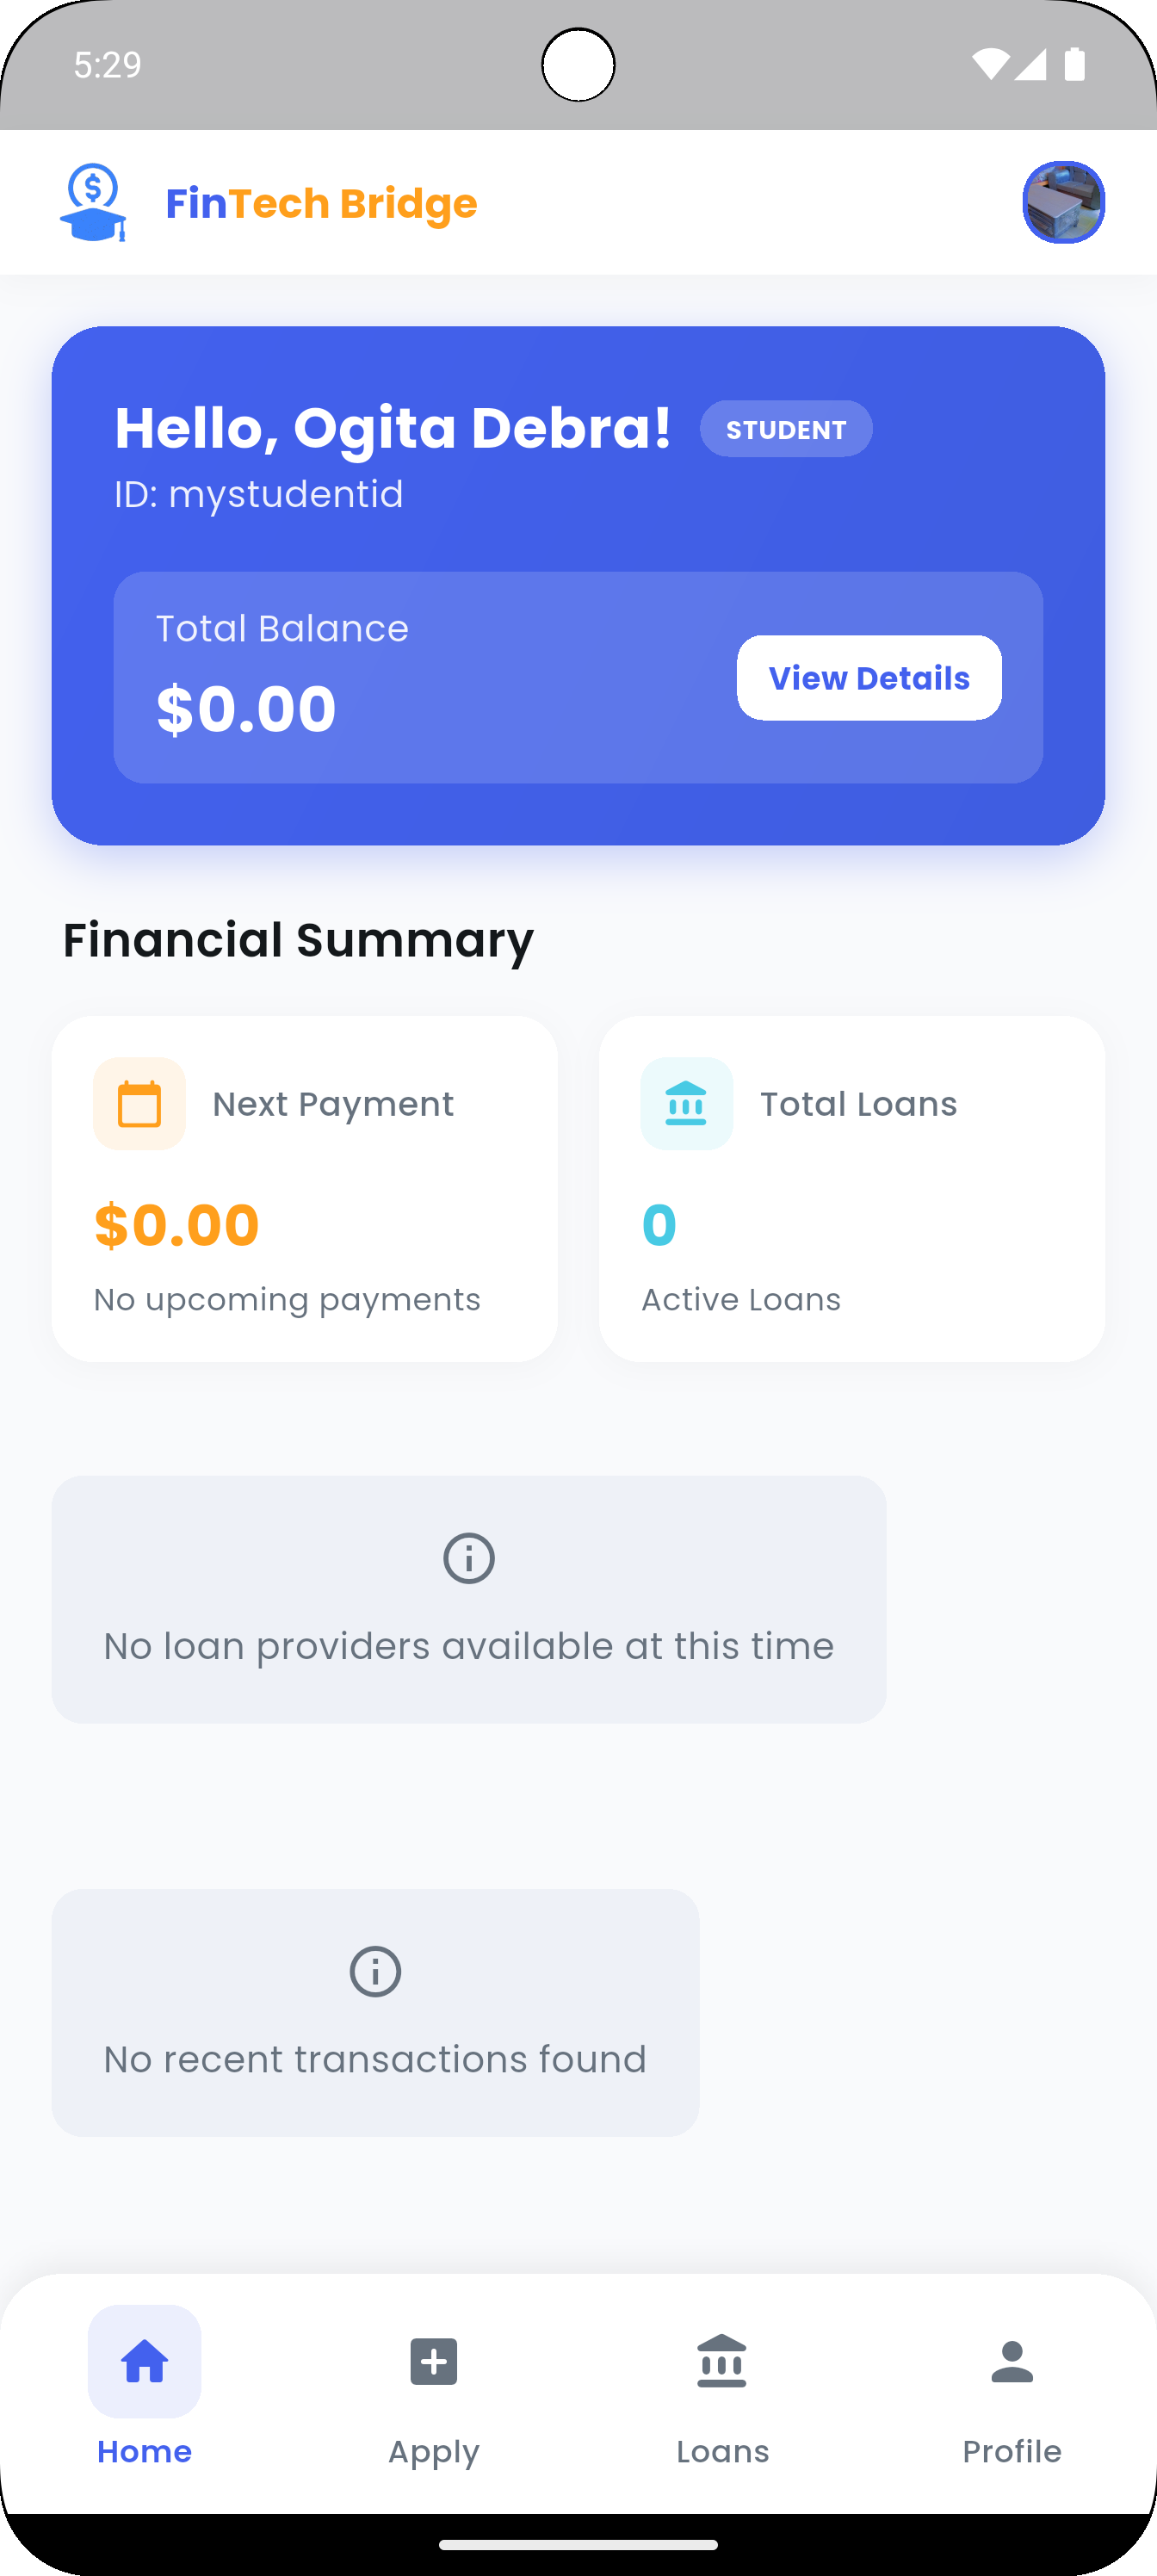 5:29
FinTech Bridge
Hello, Ogita Debra!
STUDENT
ID: mystudentid
Total Balance
$0.00
View Details
Financial Summary
Next Payment
$0.00
No upcoming payments
Total Loans
0
Active Loans
No loan providers available at this time
No recent transactions found
Home
Apply
Loans
Profile